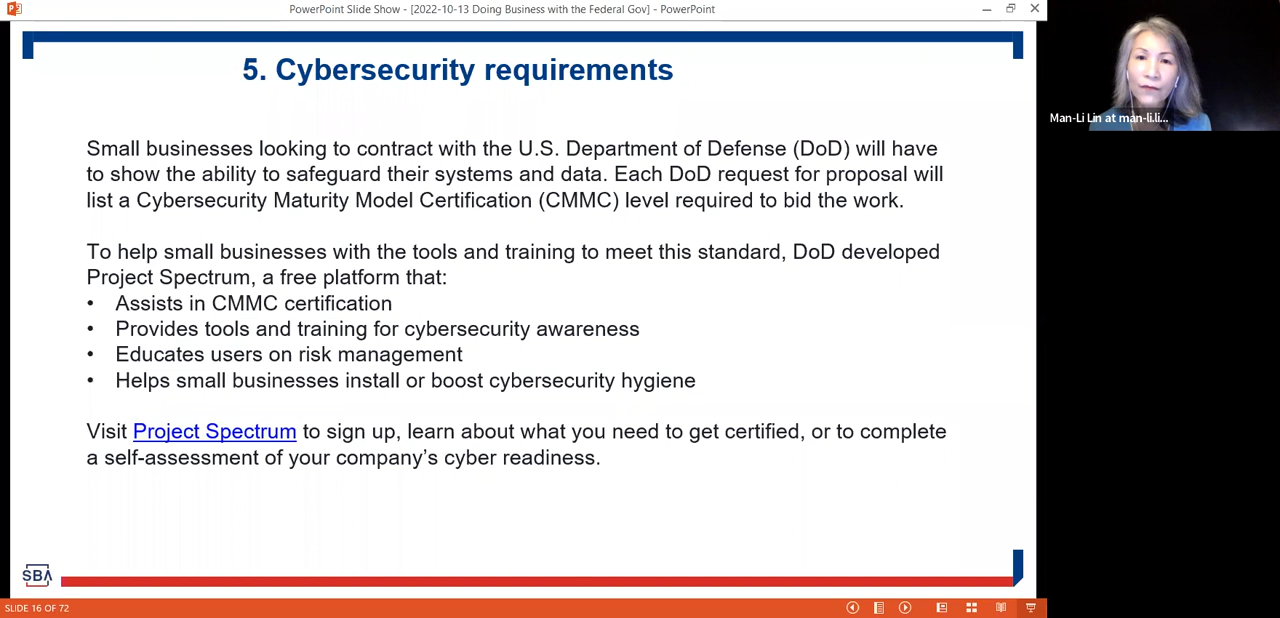 PowerPoint Slide Show - [2022-10-13 Doing Business with the Federal Gov] - PowerPoint
5. Cybersecurity requirements
Small businesses looking to contract with the U.S. Department of Defense (DoD) will have
to show the ability to safeguard their systems and data. Each DoD request for proposal will
list a Cybersecurity Maturity Model Certification (CMMC) level required to bid the work.
To help small businesses with the tools and training to meet this standard, DoD developed
Project Spectrum, a free platform that:
• Assists in CMMC certification
• Provides tools and training for cybersecurity awareness
• Educates users on risk management
• Helps small businesses install or boost cybersecurity hygiene
Visit Project Spectrum to sign up, learn about what you need to get certified, or to complete
a self-assessment of your company's cyber readiness.
SBA
SLIDE 16 OF 72
Man-Li Lin at man-li.li...